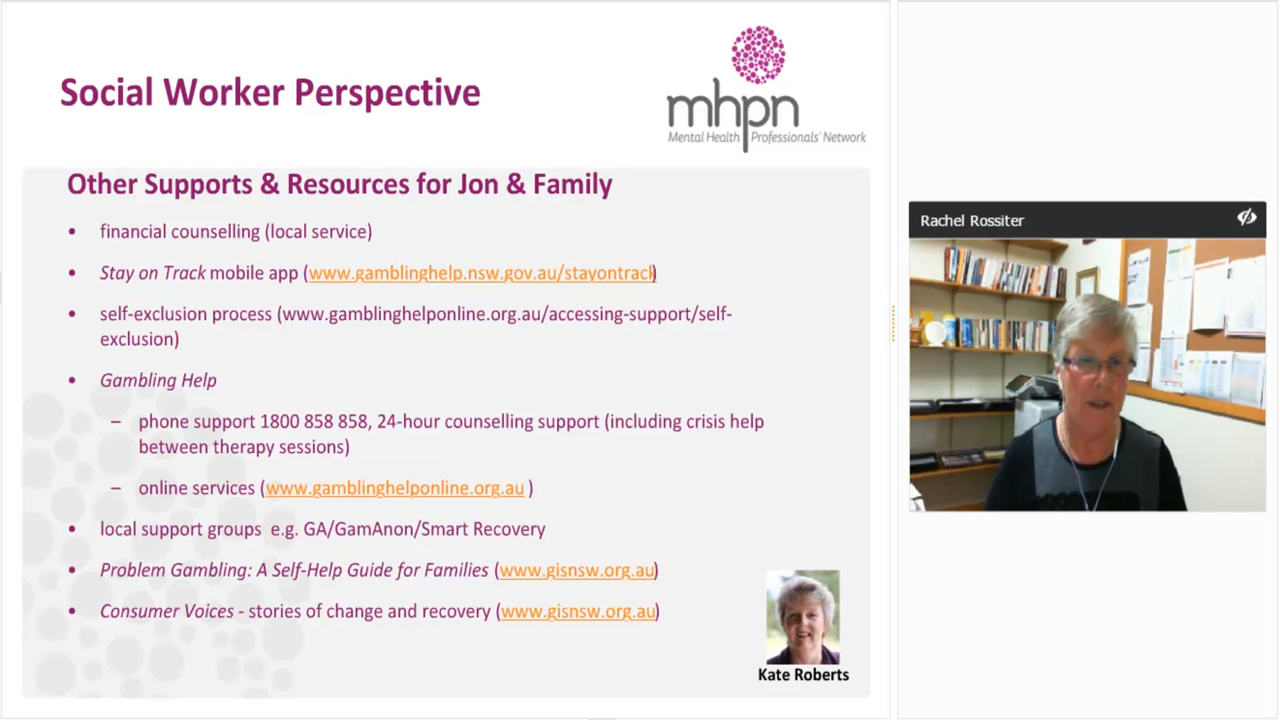 Social Worker Perspective
mhpn
Mental Health Professionals' Network
Other Supports & Resources for Jon & Family
• financial counselling (local service)
• Stay on Track mobile app (www.gamblinghelp.nsw.gov.au/stayontrack)
• self-exclusion process (www.gamblinghelponline.org.au/accessing-support/self-
exclusion)
• Gambling Help
– phone support 1800 858 858, 24-hour counselling support (including crisis help
between therapy sessions)
– online services (www.gamblinghelponline.org.au )
• local support groups e.g. GA/GamAnon/Smart Recovery
• Problem Gambling: A Self-Help Guide for Families (www.gisnsw.org.au)
• Consumer Voices - stories of change and recovery (www.gisnsw.org.au)
Kate Roberts
Rachel Rossiter